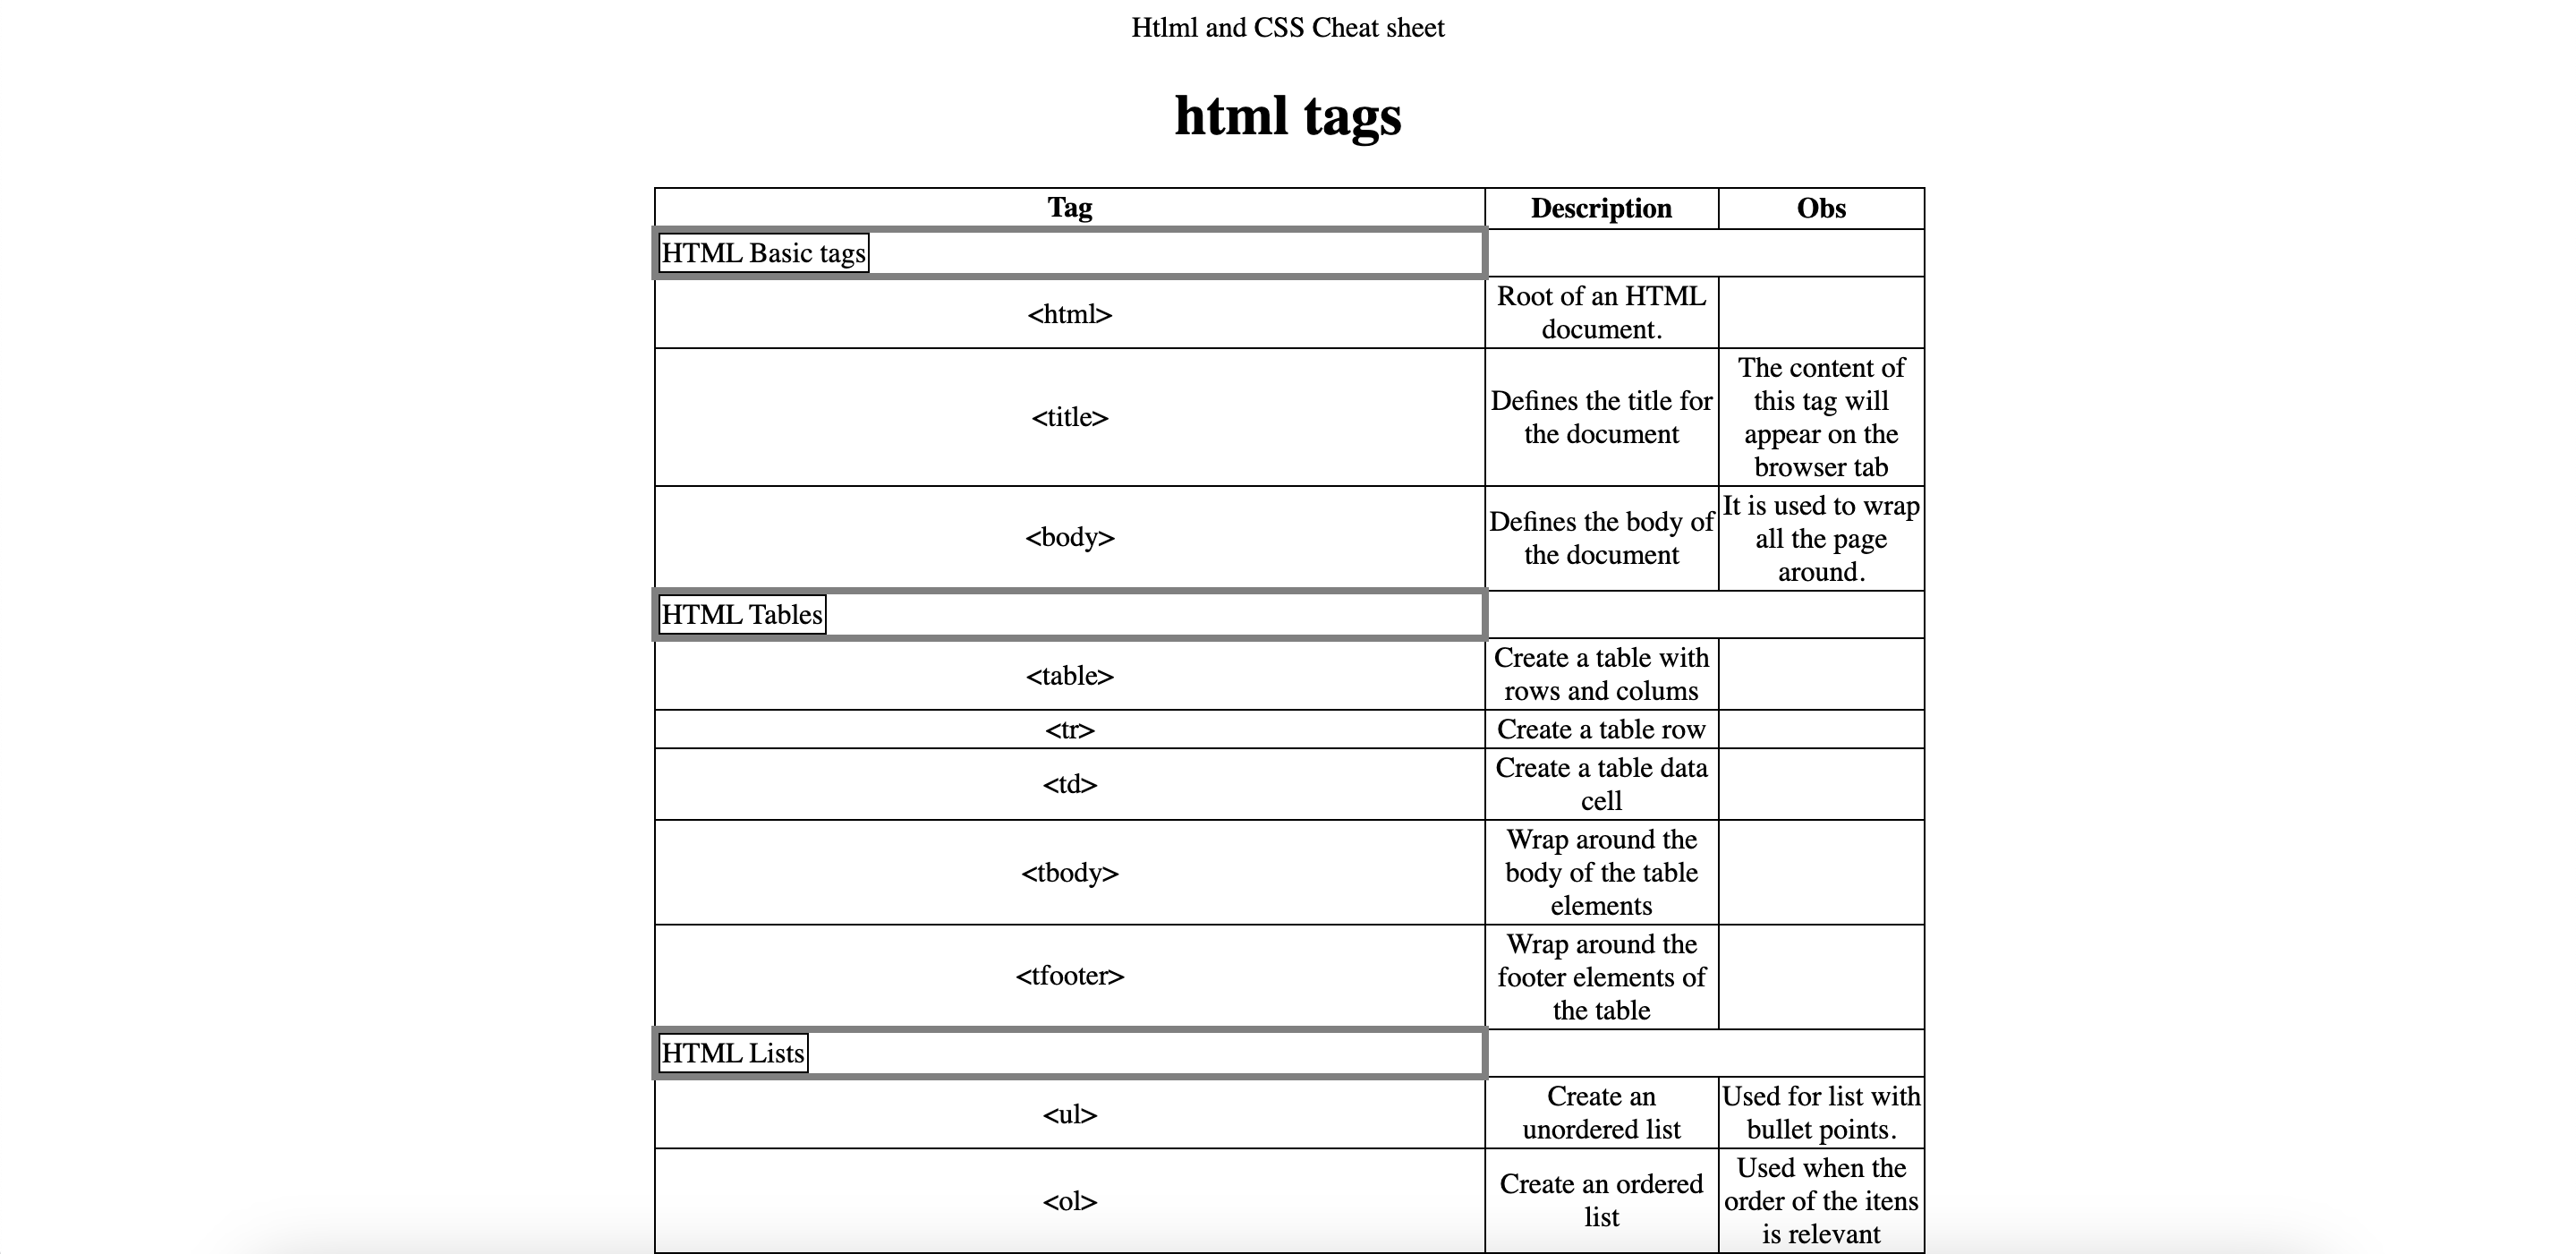 Htlml and CSS Cheat sheet
html tags
Tag Description Obs
HTML Basic tags
<html>
Root of an HTML
document.
<title>
Defines the title for
the document
The content of
this tag will
appear on the
browser tab
<body>
Defines the body of
the document
It is used to wrap
all the page
around.
HTML Tables
<table>
Create a table with
rows and colums
<tr>
Create a table row
<td>
Create a table data
cell
<tbody>
Wrap around the
body of the table
elements
<tfooter>
Wrap around the
footer elements of
the table
HTML Lists
<ul>
Create an
unordered list
Used for list with
bullet points.
<ol>
Create an ordered
list
Used when the
order of the itens
is relevant